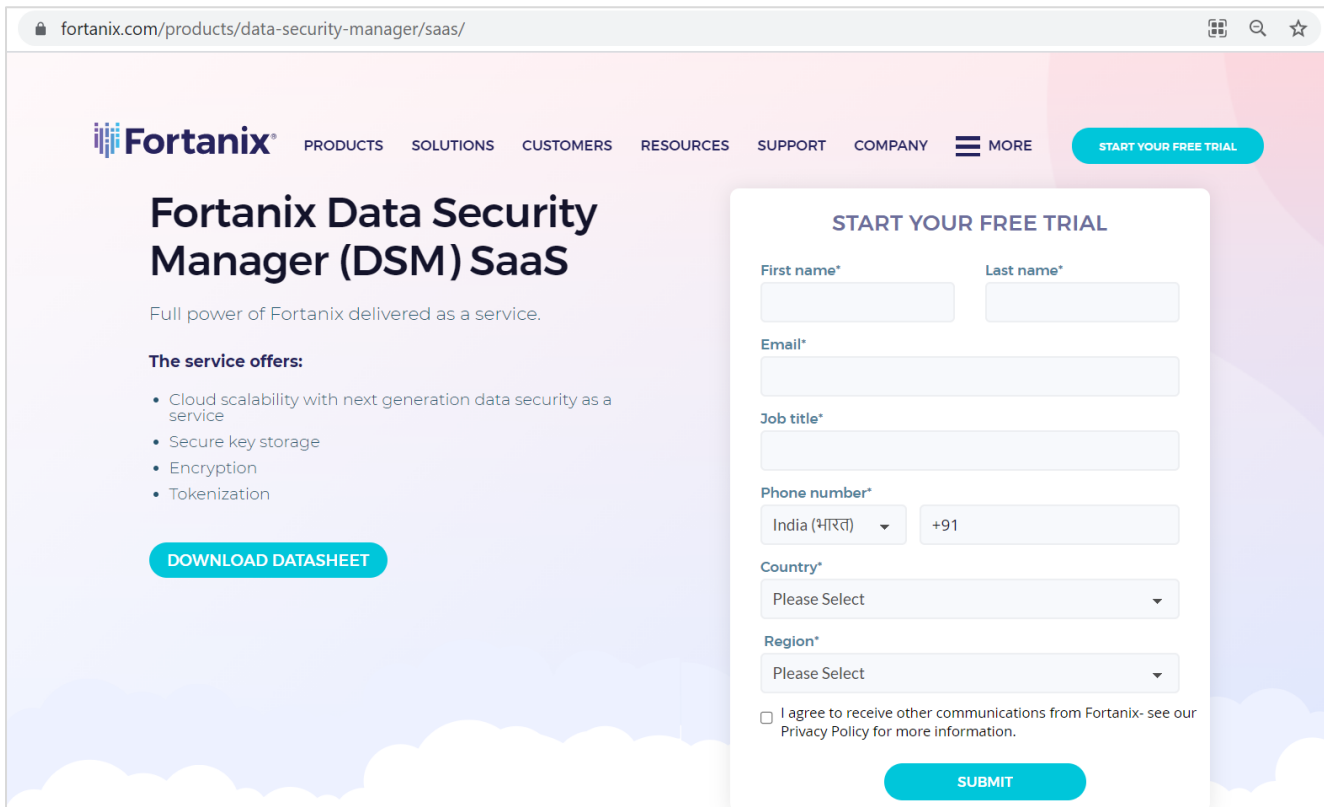 fortanix.com/products/data-security-manager/saas/
Fortanix®
PRODUCTS SOLUTIONS CUSTOMERS RESOURCES SUPPORT COMPANY MORE START YOUR FREE TRIAL
Fortanix Data Security
Manager (DSM) SaaS
Full power of Fortanix delivered as a service.
The service offers:
• Cloud scalability with next generation data security as a
service
• Secure key storage
• Encryption
• Tokenization
DOWNLOAD DATASHEET
START YOUR FREE TRIAL
First name* Last name*
Email*
Job title*
Phone number*
India (भारत) +91
Country*
Please Select
Region*
Please Select
I agree to receive other communications from Fortanix- see our
Privacy Policy for more information.
SUBMIT